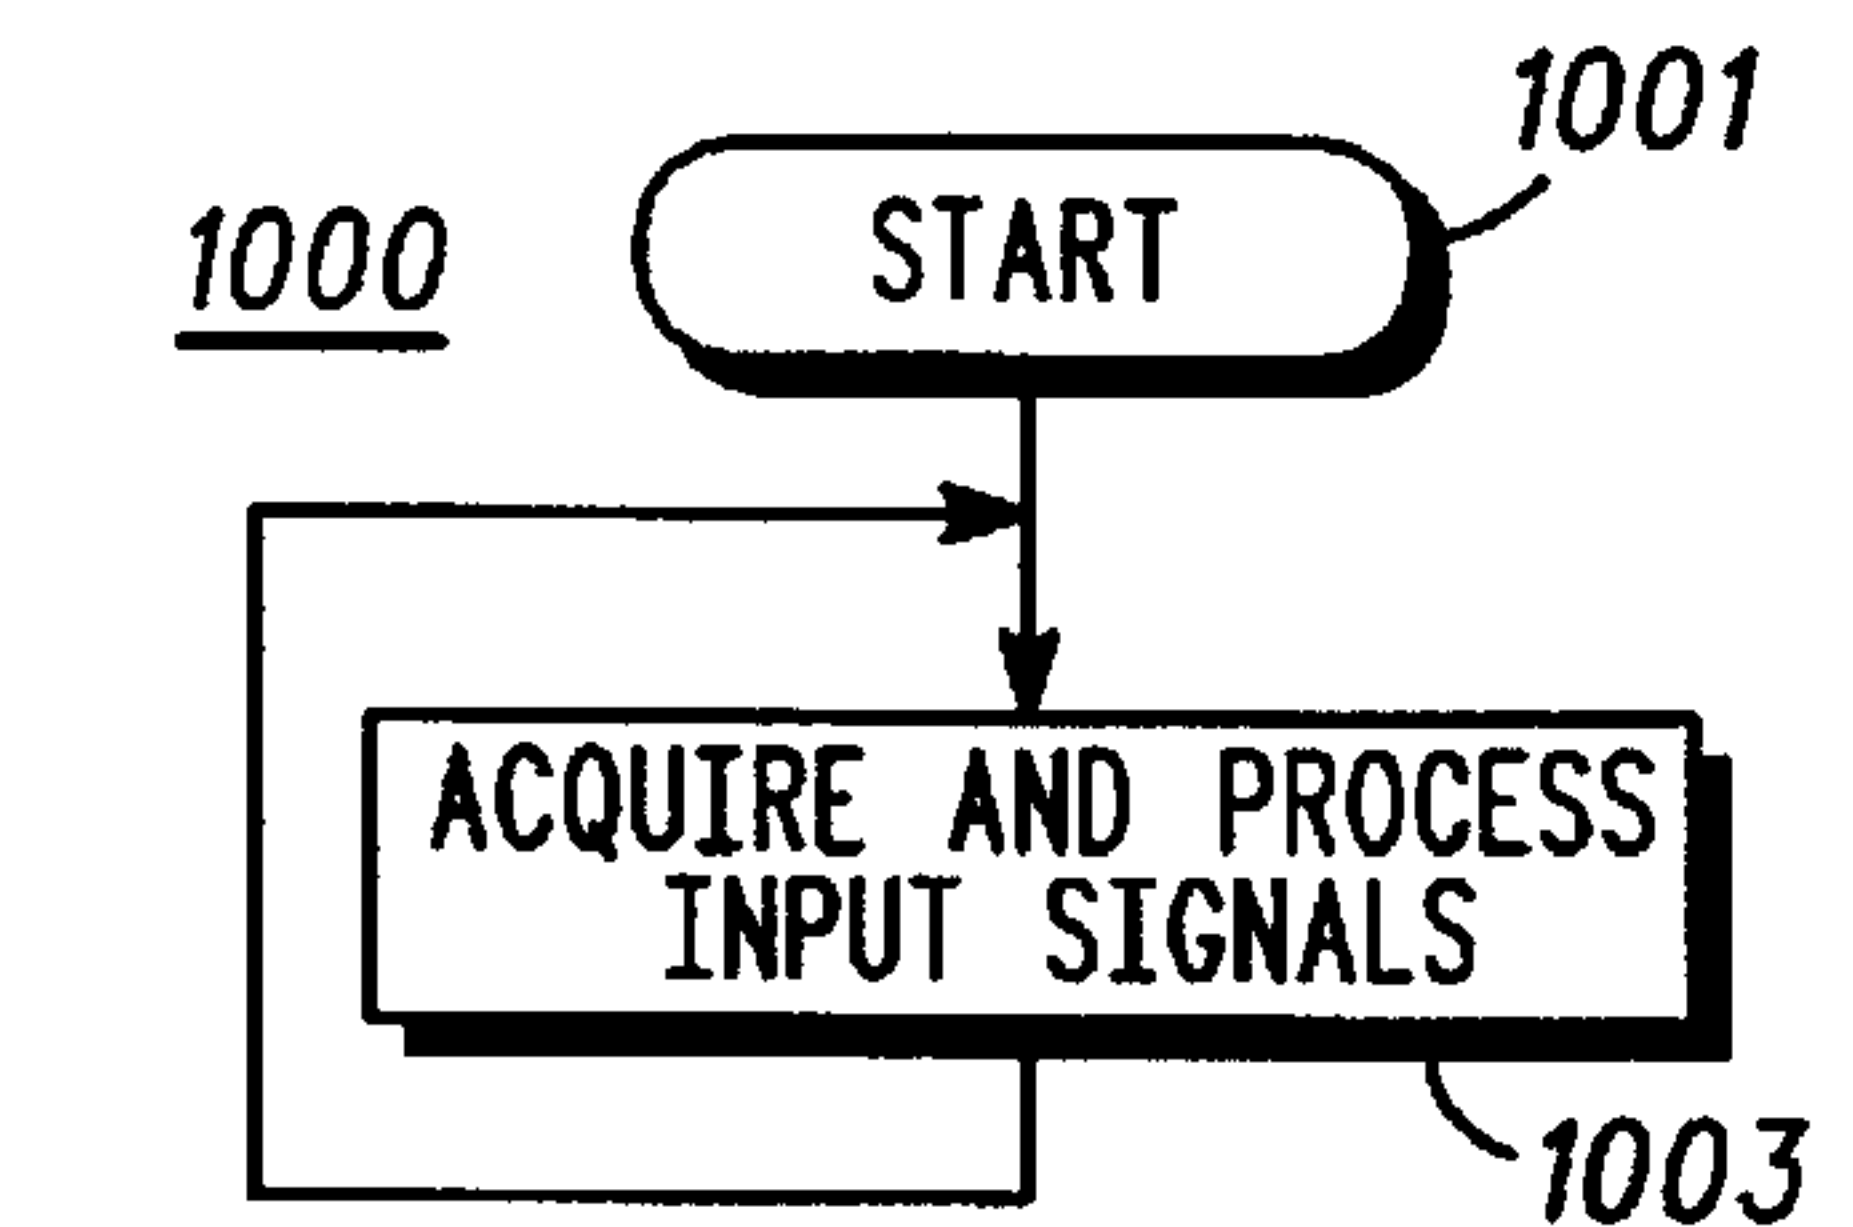 1001
1000
START
ACQUIRE AND PROCESS
INPUT SIGNALS
1003